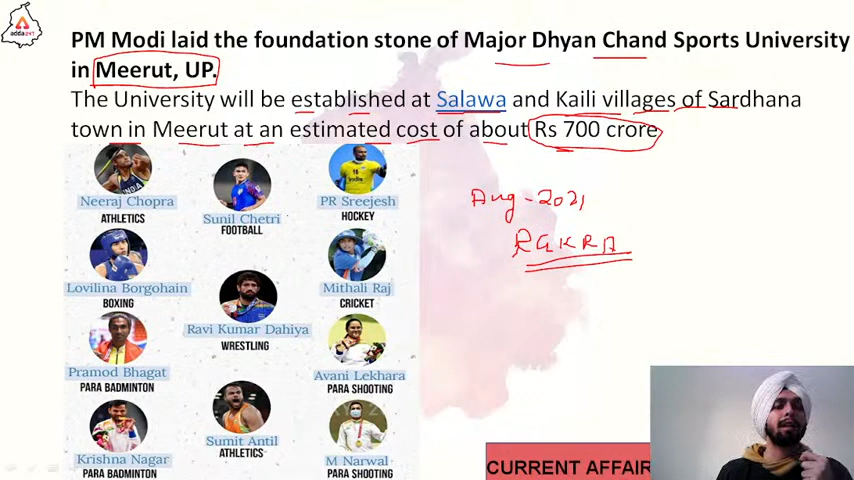 adda247
PM Modi laid the foundation stone of Major Dhyan Chand Sports University
in Meerut, UP.
The University will be established at Salawa and Kaili villages of Sardhana
town in Meerut at an estimated cost of about Rs 700 crore
Neeraj Chopra
ATHLETICS
Sunil Chetri
FOOTBALL
PR Sreejesh
HOCKEY
Aug-2021
RGKRA
Lovilina Borgohain
BOXING
Mithali Raj
CRICKET
Ravi Kumar Dahiya
WRESTLING
Pramod Bhagat
PARA BADMINTON
Avani Lekhara
PARA SHOOTING
Sumit Antil
ATHLETICS
Krishna Nagar
PARA BADMINTON
M Narwal
PARA SHOOTING
CURRENT AFFAIR